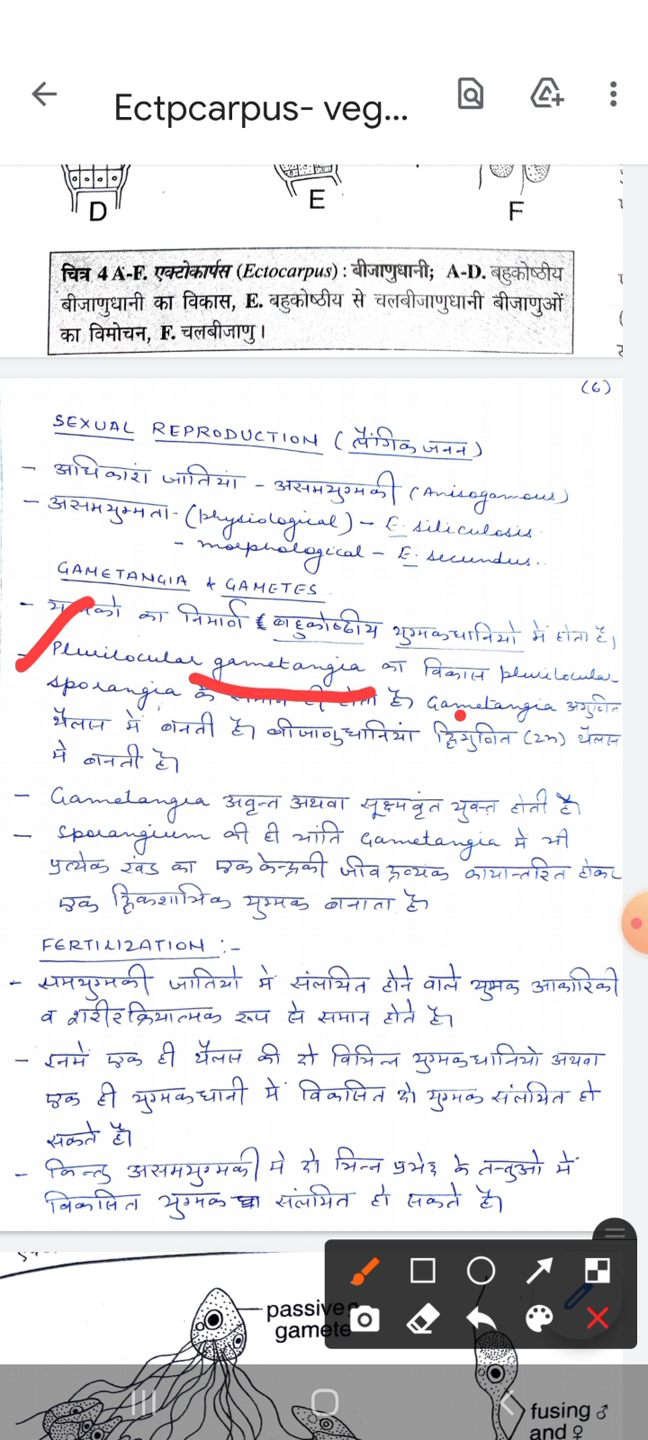 Ectpcarpus- veg...
D
E
F
चित्र 4 A-F. एक्टोकार्पस (Ectocarpus) : बीजाणुधानी; A-D. बहुकोष्ठीय
बीजाणुधानी का विकास, E. बहुकोष्ठीय से चलबीजाणुधानी बीजाणुओं
का विमोचन, F. चलबीजाणु।
(6)
SEXUAL REPRODUCTION (लैंगिक जनन)
- अधिकांश जातियां - असमयुग्मकी (Anisogamous)
- असमयुग्मता - (physiological) - E. siliculosis.
- morphological - E. secundus..
GAMETANGIA & GAMETES
- का निर्माण बहुकोष्ठीय युग्मकधानियो में होता है।
- Plurilocular gametangia का विकास plurilocular
sporangia के समान ही होता है। Gametangia अगुणित
थैलस में बनती है। बीजाणुधानियां द्विगुणित (2n) थैलस
में बनती है।
- Gametangia अवृन्त अथवा सूक्ष्मवृंत युक्त होती है।
- Sporangium की ही भांति Gametangia में भी
प्रत्येक खंड का एककेन्द्रकी जीव द्रव्यक कायान्तरित होकर
एक द्विकशाभिक युग्मक बनाता है।
FERTILIZATION :-
- समयुग्मकी जातियो में संलयित होने वाले युग्मक आकारिकी
व शरीरक्रियात्मक रूप से समान होते है।
- इनमें एक ही थैलस की दो विभिन्न युग्मकधानियो अथवा
एक ही युग्मकधानी में विकसित दो युग्मक संलयित हो
सकते है।
- किन्तु असमयुग्मकी में दो भिन्न प्रभेद के तन्तुओ में
विकसित युग्मक संलयित हो सकते है।
passive
gamete
fusing ♂
and ♀